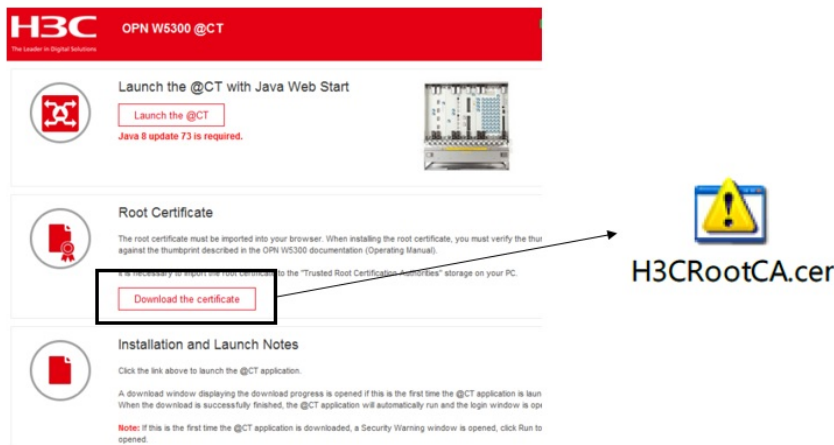 H3C
The Leader in Digital Solutions
OPN W5300 @CT
Launch the @CT with Java Web Start
Launch the @CT
Java 8 update 73 is required.
Root Certificate
The root certificate must be imported into your browser. When installing the root certificate, you must verify the
against the thumbprint described in the OPN W5300 documentation (Operating Manual).
It is necessary to import the root certificate to the "Trusted Root Certification Authorities" storage on your PC.
Download the certificate
H3CRootCA.cer
Installation and Launch Notes
Click the link above to launch the @CT application.
A download window displaying the download progress is opened if this is the first time the @CT application is
When the download is successfully finished, the @CT application will automatically run and the login window is
Note: If this is the first time the @CT application is downloaded, a Security Warning window is opened, click Run to
opened.